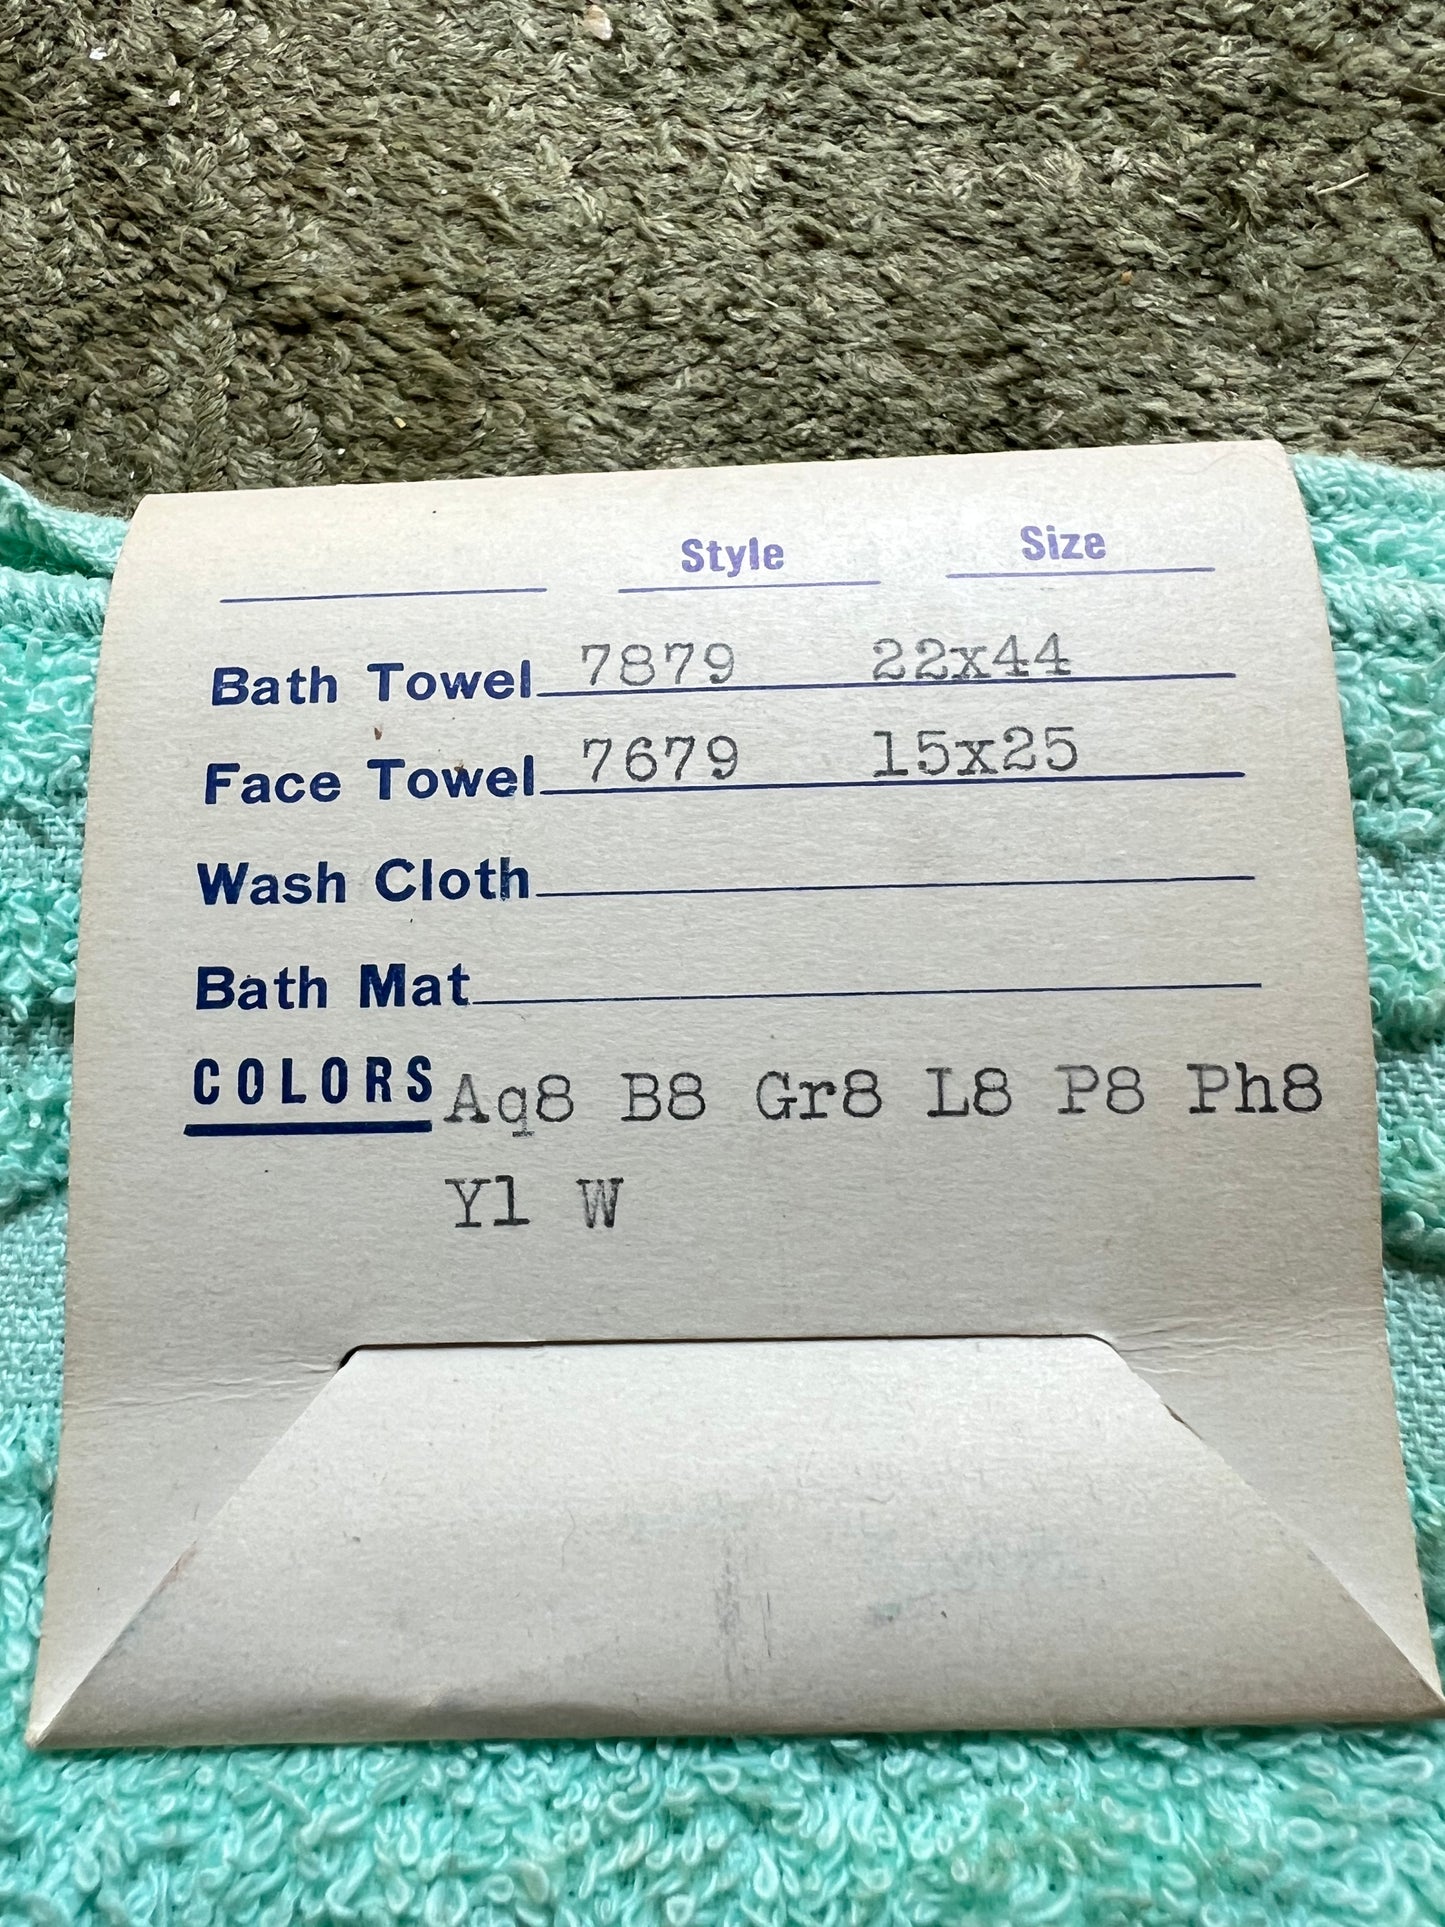 Style Size
Bath Towel 7879 22x44
Face Towel 7679 15x25
Wash Cloth
Bath Mat
COLORS Aq8 B8 Gr8 L8 P8 Ph8
Yl W